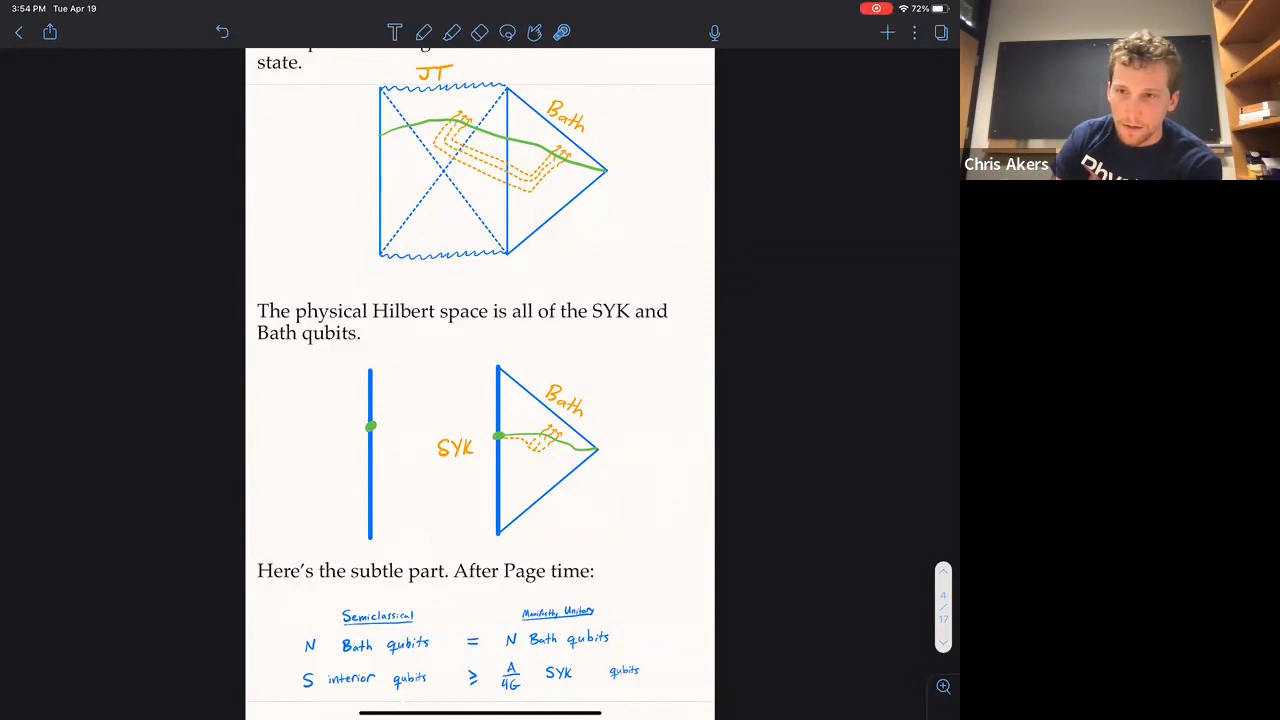 3:54 PM Tue Apr 19
72%
state.
JT
Bath
The physical Hilbert space is all of the SYK and
Bath qubits.
Bath
SYK
Here's the subtle part. After Page time:
Semiclassical Manifestly Unitary
N Bath qubits = N Bath qubits
S interior qubits ≥ A/4G SYK qubits
4
/
17
Chris Akers